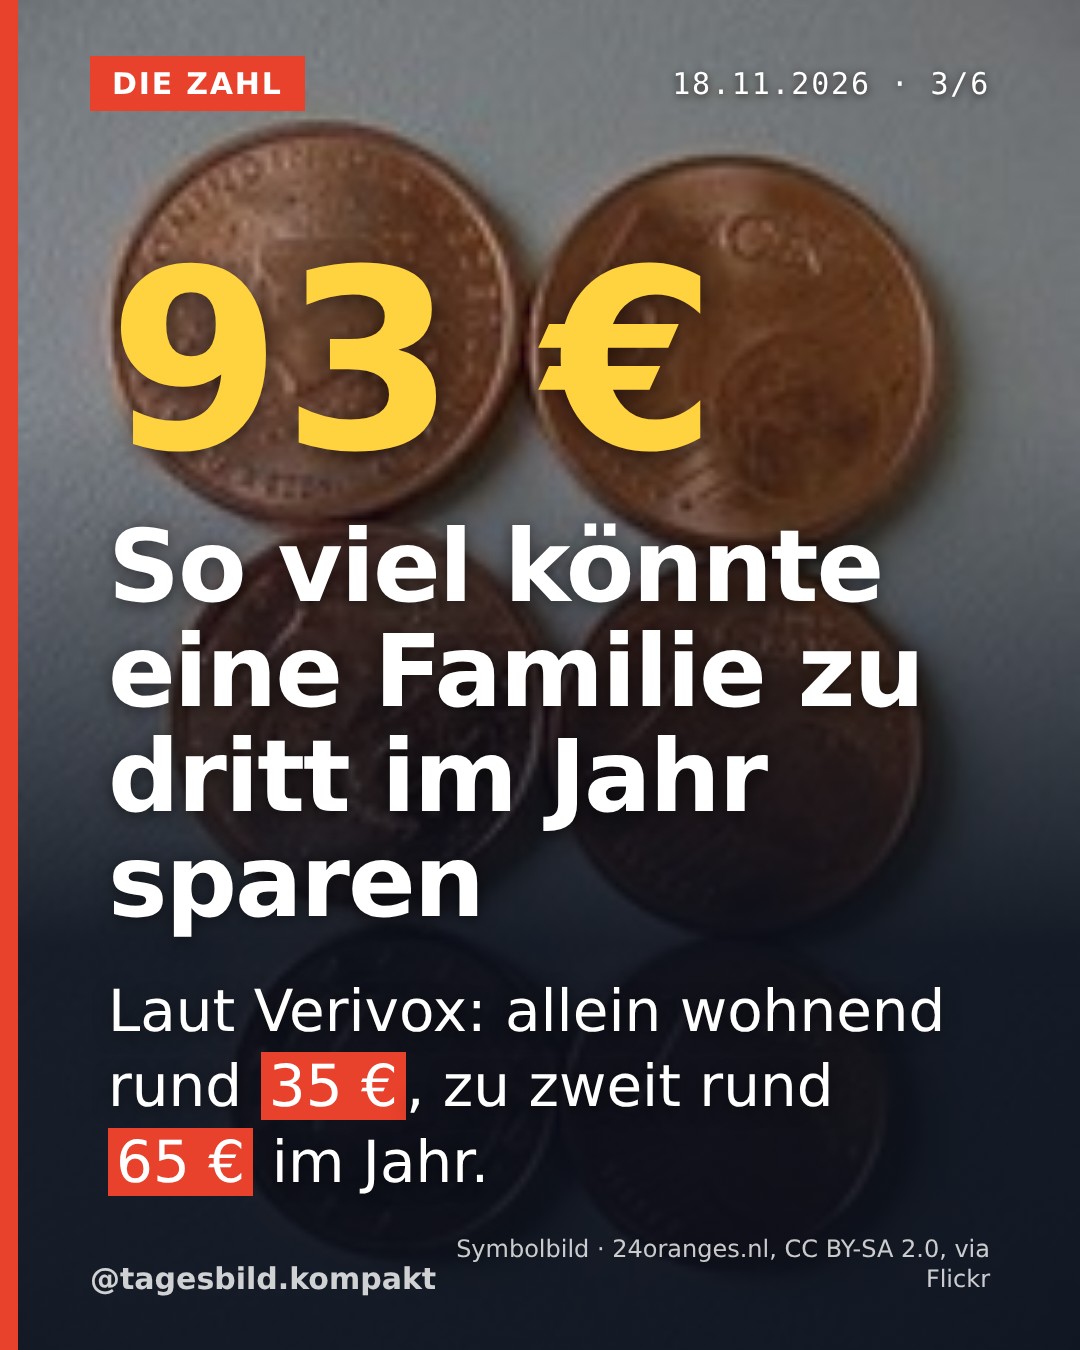 DIE ZAHL
18.11.2026 · 3/6
93 €
So viel könnte
eine Familie zu
dritt im Jahr
sparen
Laut Verivox: allein wohnend
rund 35 €, zu zweit rund
65 € im Jahr.
Symbolbild · 24oranges.nl, CC BY-SA 2.0, via
Flickr
@tagesbild.kompakt